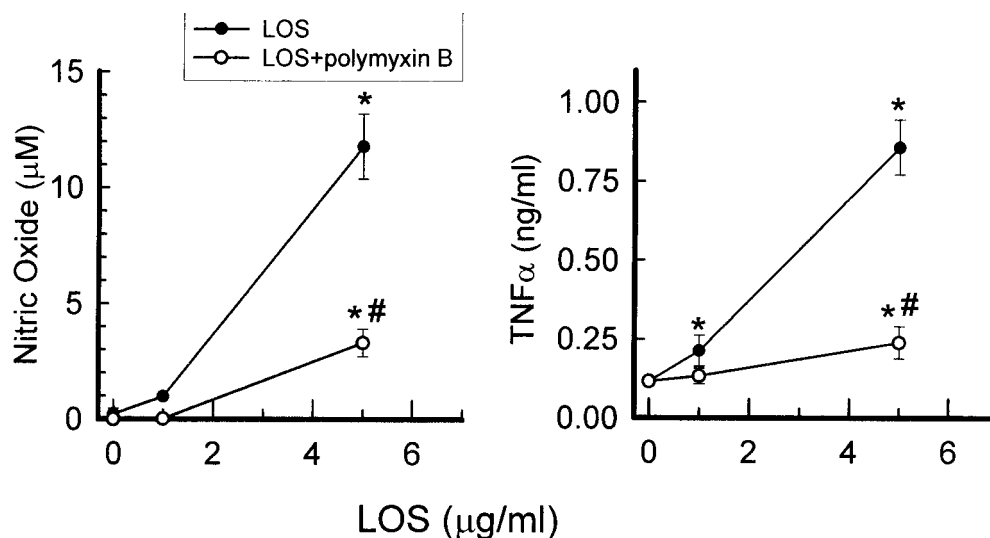 LOS
LOS+polymyxin B
15
10
5
0
Nitric Oxide (μM)
*
*#
0 2 4 6
1.00
0.75
0.50
0.25
0.00
TNFα (ng/ml)
*
*
*#
0 2 4 6
LOS (μg/ml)